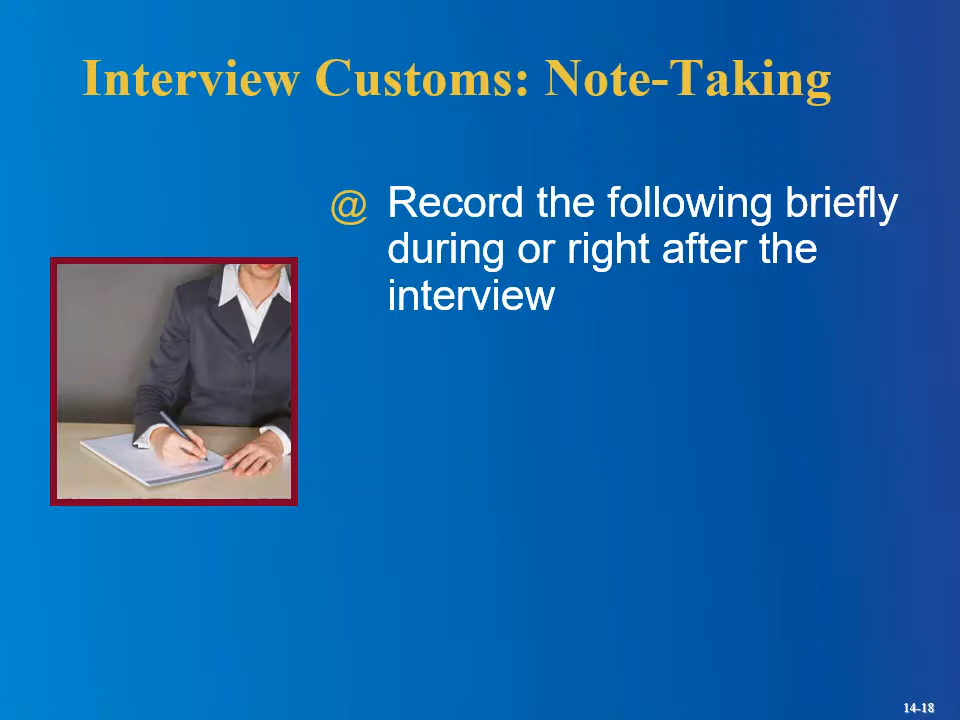 Interview Customs: Note-Taking
@ Record the following briefly
during or right after the
interview
14-18